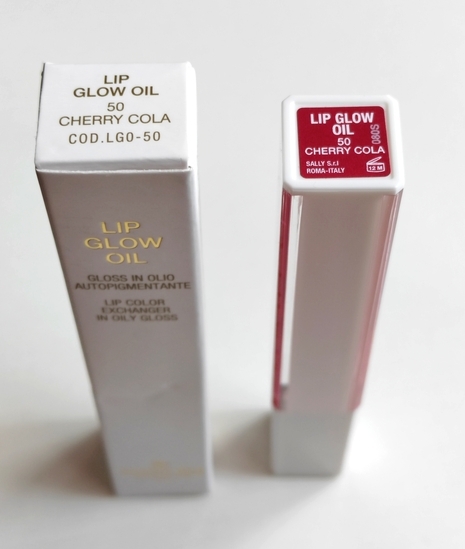 LIP
GLOW OIL
50
CHERRY COLA
COD.LGO-50
LIP
GLOW
OIL
GLOSS IN OLIO
AUTOPIGMENTANTE
LIP COLOR
EXCHANGER
IN OILY GLOSS
LIP GLOW
OIL
50
CHERRY COLA
SALLY S.r.l
ROMA-ITALY
12 M